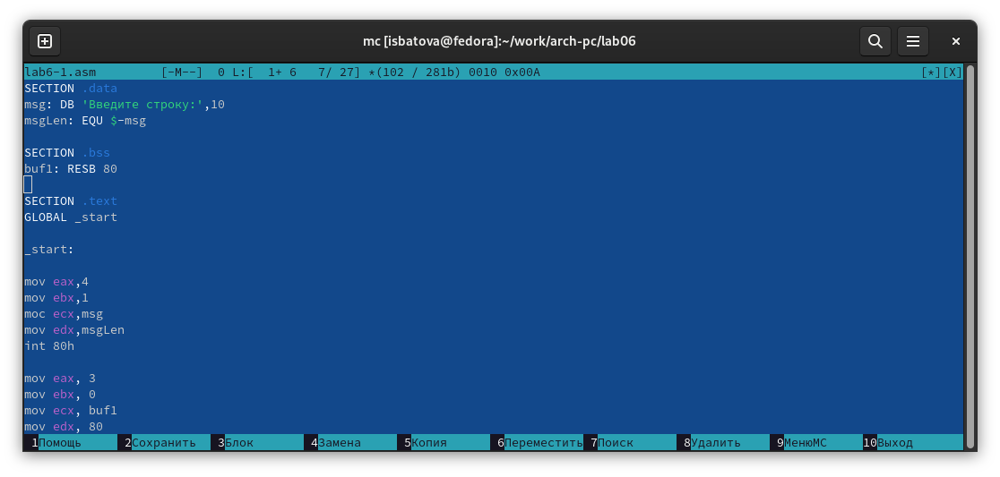 mc [isbatova@fedora]:~/work/arch-pc/lab06
lab6-1.asm [-M--] 0 L:[ 1+ 6 7/ 27] *(102 / 281b) 0010 0x00A [*][X]
SECTION .data
msg: DB 'Введите строку:',10
msgLen: EQU $-msg
SECTION .bss
buf1: RESB 80
SECTION .text
GLOBAL _start
_start:
mov eax,4
mov ebx,1
moc ecx,msg
mov edx,msgLen
int 80h
mov eax, 3
mov ebx, 0
mov ecx, buf1
mov edx, 80
1Помощь 2Сохранить 3Блок 4Замена 5Копия 6Переместить 7Поиск 8Удалить 9МенюМС 10Выход